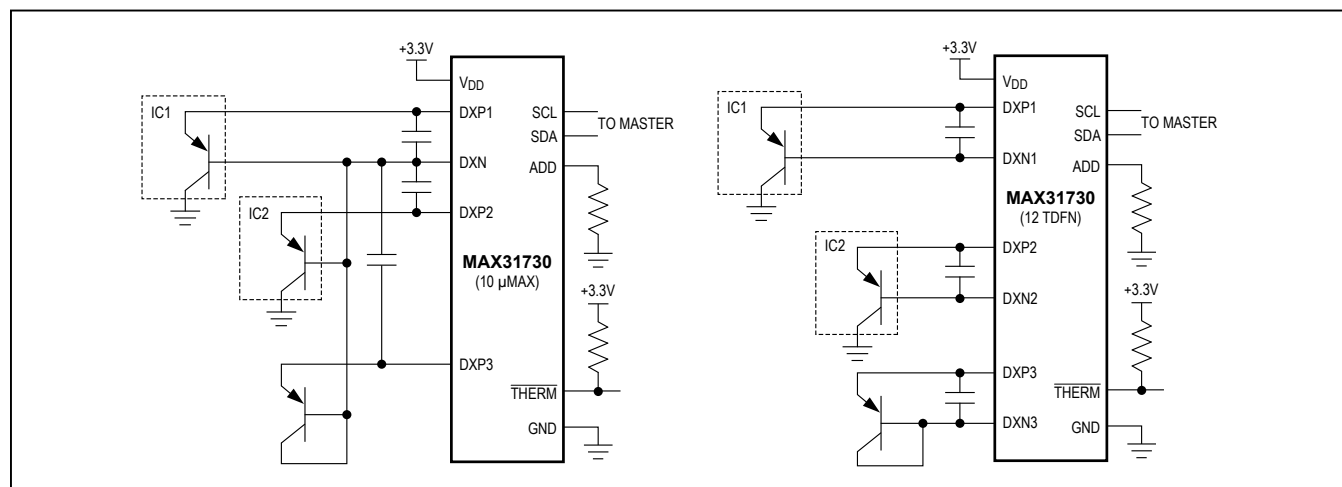 +3.3V
VDD
IC1
DXP1
SCL
TO MASTER
SDA
DXN
ADD
IC2
DXP2
MAX31730
(10 µMAX)
+3.3V
DXP3
THERM
GND
+3.3V
VDD
IC1
DXP1
SCL
TO MASTER
SDA
DXN1
ADD
MAX31730
(12 TDFN)
IC2
DXP2
+3.3V
DXN2
DXP3
THERM
DXN3
GND